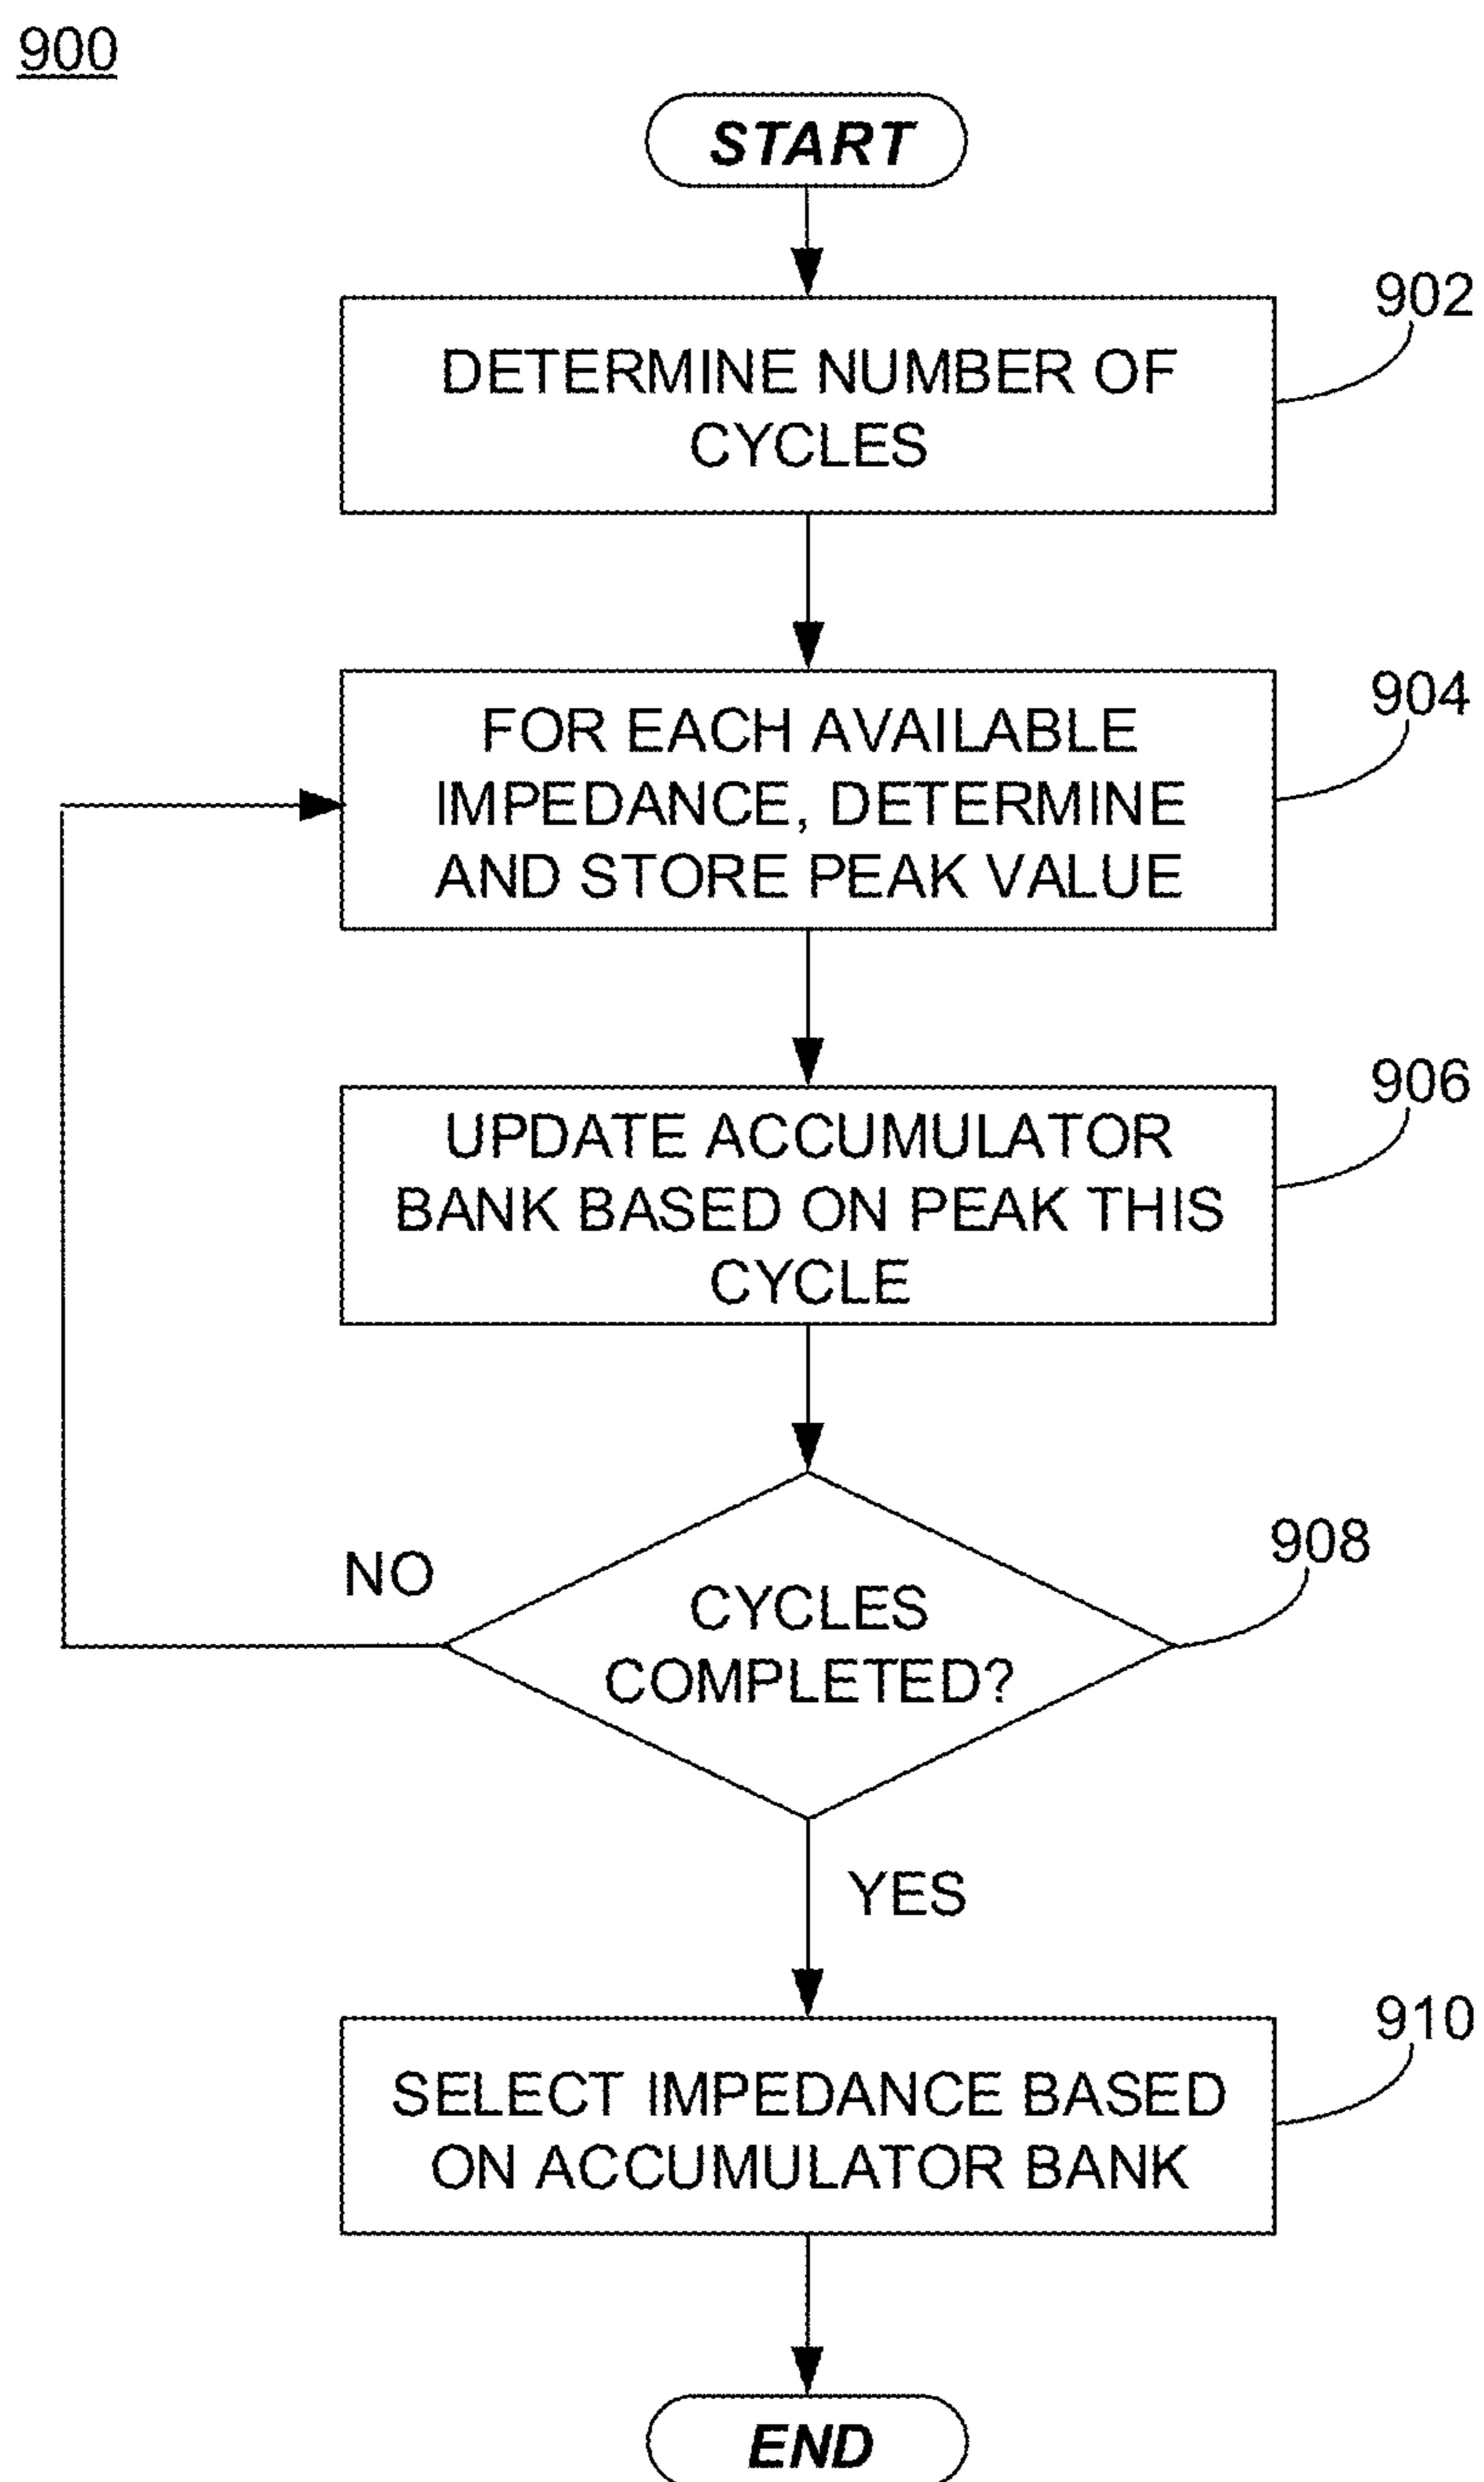 900
START
902
DETERMINE NUMBER OF
CYCLES
904
FOR EACH AVAILABLE
IMPEDANCE, DETERMINE
AND STORE PEAK VALUE
906
UPDATE ACCUMULATOR
BANK BASED ON PEAK THIS
CYCLE
908
NO
CYCLES
COMPLETED?
YES
910
SELECT IMPEDANCE BASED
ON ACCUMULATOR BANK
END